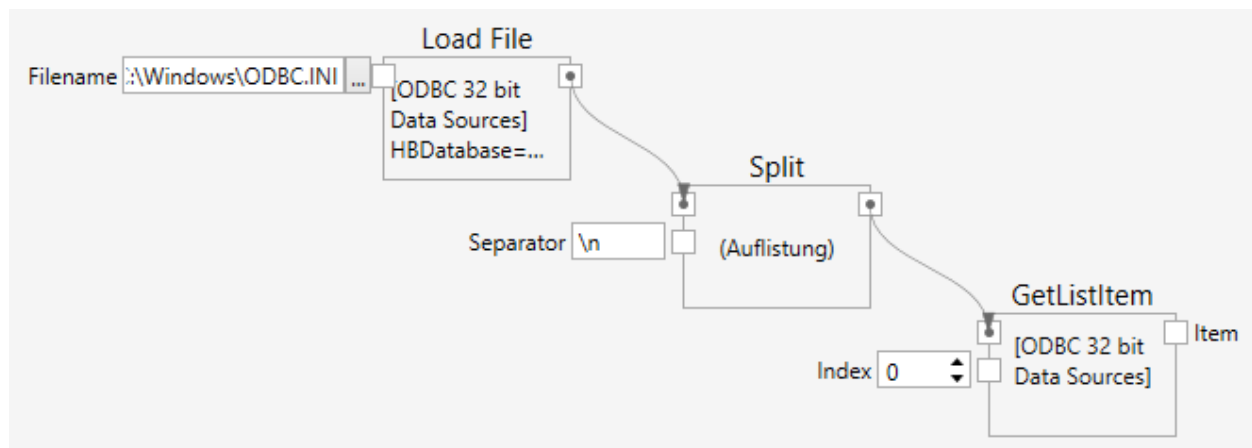 Load File
Filename :\Windows\ODBC.INI ...
[ODBC 32 bit
Data Sources]
HBDatabase=...
Split
Separator \n
(Auflistung)
GetListItem
Item
[ODBC 32 bit
Data Sources]
Index 0